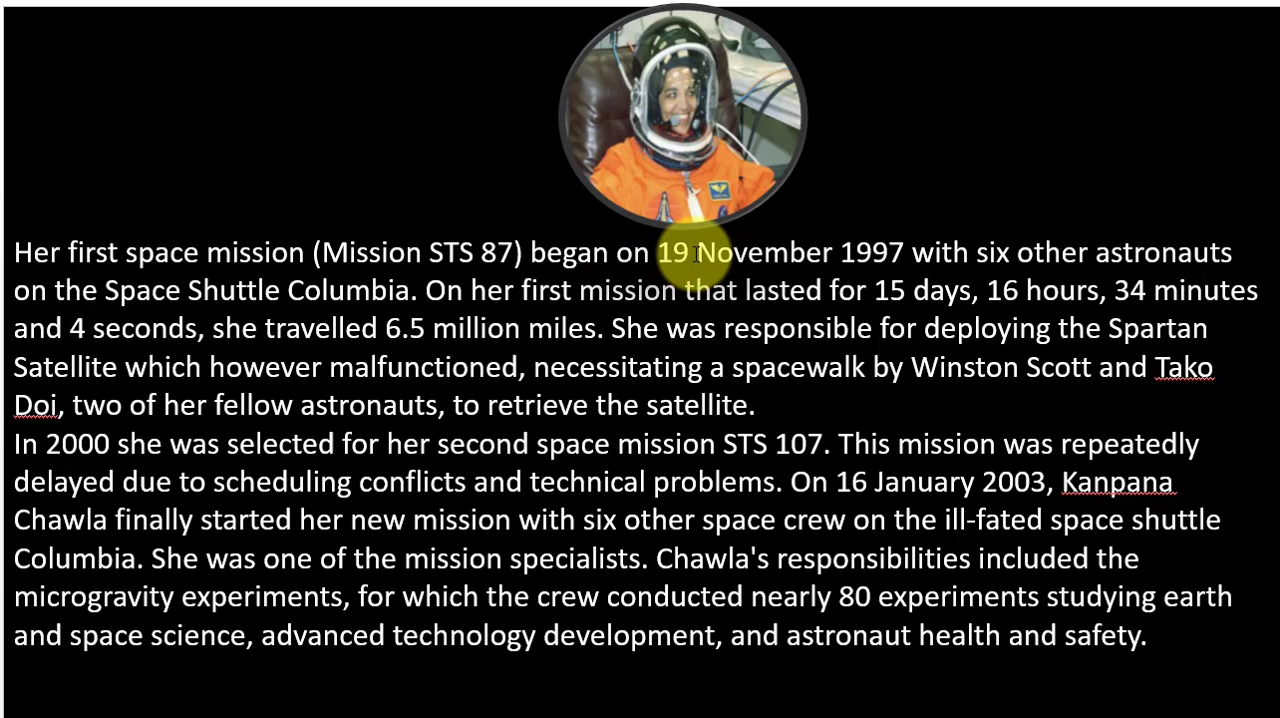 Her first space mission (Mission STS 87) began on 19 November 1997 with six other astronauts
on the Space Shuttle Columbia. On her first mission that lasted for 15 days, 16 hours, 34 minutes
and 4 seconds, she travelled 6.5 million miles. She was responsible for deploying the Spartan
Satellite which however malfunctioned, necessitating a spacewalk by Winston Scott and Tako
Doi, two of her fellow astronauts, to retrieve the satellite.
In 2000 she was selected for her second space mission STS 107. This mission was repeatedly
delayed due to scheduling conflicts and technical problems. On 16 January 2003, Kanpana
Chawla finally started her new mission with six other space crew on the ill-fated space shuttle
Columbia. She was one of the mission specialists. Chawla's responsibilities included the
microgravity experiments, for which the crew conducted nearly 80 experiments studying earth
and space science, advanced technology development, and astronaut health and safety.